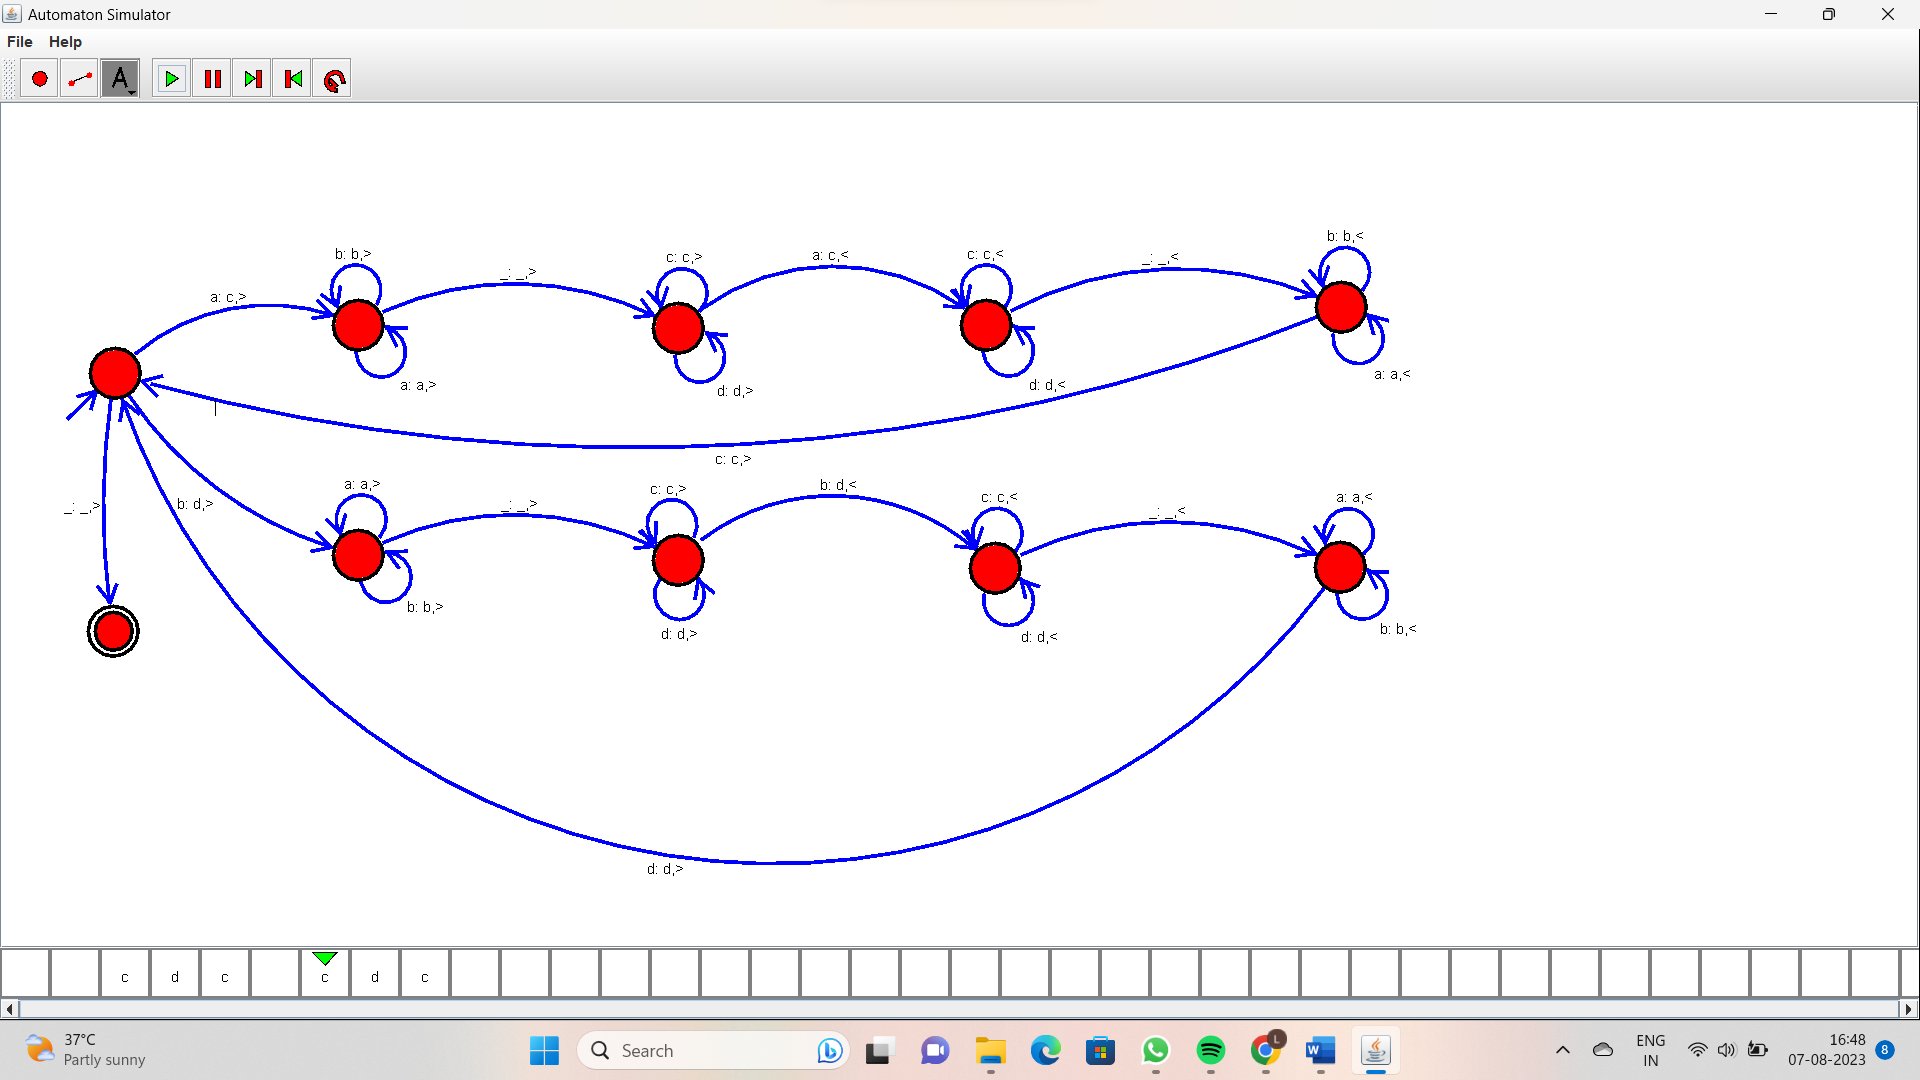 Automaton Simulator
File Help
A
b: b,<
b: b,>
c: c,>
a: c,<
c: c,<
_: _,<
_: _,>
a: c,>
a: a,<
a: a,>
d: d,<
d: d,>
c: c,>
a: a,>
c: c,>
b: d,<
c: c,<
a: a,<
_: _,>
b: d,>
_: _,>
_: _,<
b: b,>
d: d,>
d: d,<
b: b,<
d: d,>
c d c c d c
37°C
Partly sunny
Search
L
W
ENG
IN
16:48
07-08-2023
8